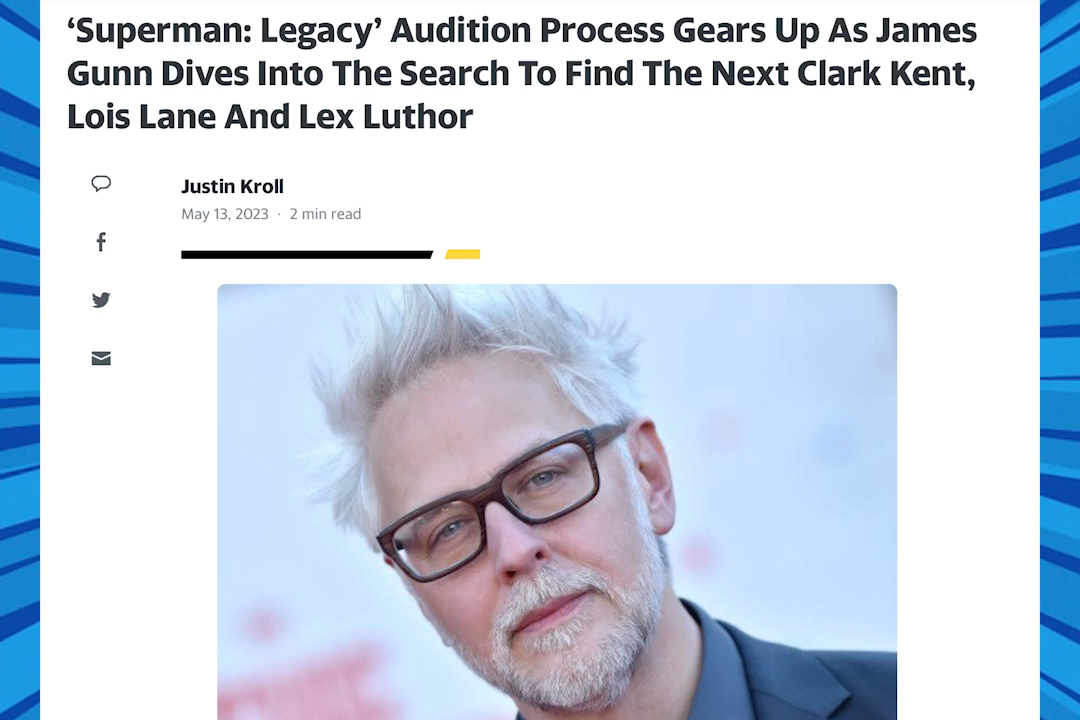 ‘Superman: Legacy’ Audition Process Gears Up As James
Gunn Dives Into The Search To Find The Next Clark Kent,
Lois Lane And Lex Luthor
Justin Kroll
May 13, 2023 · 2 min read